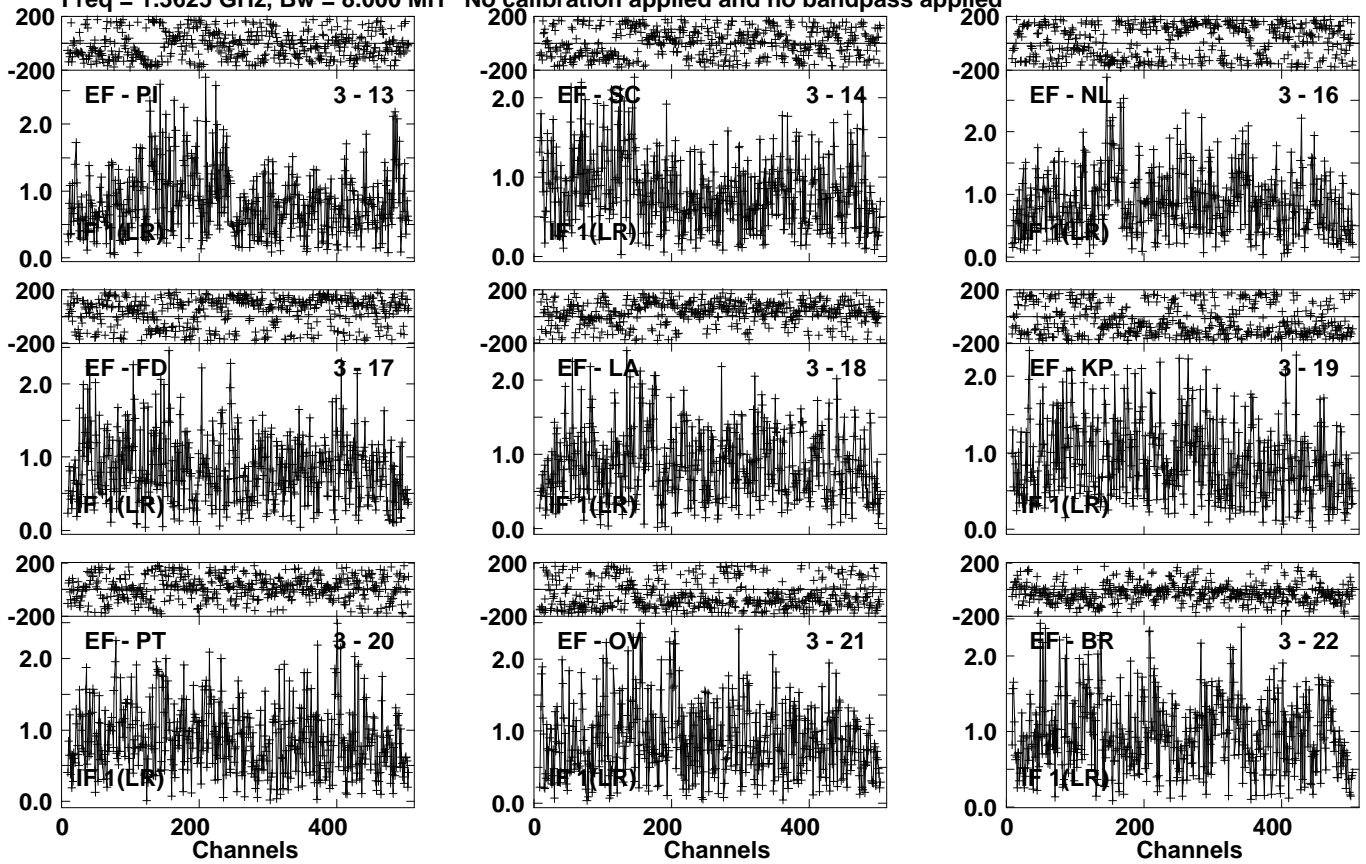 Freq = 1.3625 GHz, Bw = 8.000 MH No calibration applied and no bandpass applied
200 200 200
-200 -200 -200
EF - PI 3 - 13 EF - SC 3 - 14 EF - NL 3 - 16
2.0 2.0 2.0
1.0 1.0 1.0
IF 1(LR) IF 1(LR) IF 1(LR)
0.0 0.0 0.0
200 200 200
-200 -200 -200
EF - FD 3 - 17 EF - LA 3 - 18 EF - KP 3 - 19
2.0 2.0 2.0
1.0 1.0 1.0
IF 1(LR) IF 1(LR) IF 1(LR)
0.0 0.0 0.0
200 200 200
-200 -200 -200
EF - PT 3 - 20 EF - OV 3 - 21 EF - BR 3 - 22
2.0 2.0 2.0
1.0 1.0 1.0
IF 1(LR) IF 1(LR) IF 1(LR)
0.0 0.0 0.0
0 200 400 0 200 400 0 200 400
Channels Channels Channels